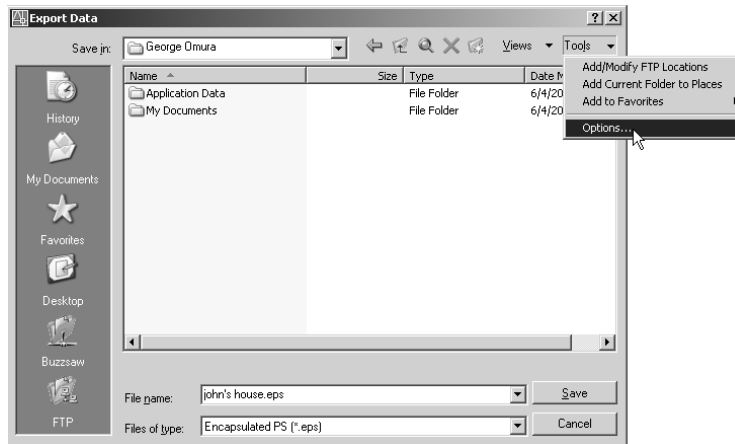 Export Data
Save in: George Omura Views Tools
Add/Modify FTP Locations
Add Current Folder to Places
Add to Favorites
Options...
Name Size Type Date M
Application Data File Folder 6/4/20
My Documents File Folder 6/4/20
History
My Documents
Favorites
Desktop
Buzzsaw
FTP
File name: john's house.eps Save
Files of type: Encapsulated PS (*.eps) Cancel